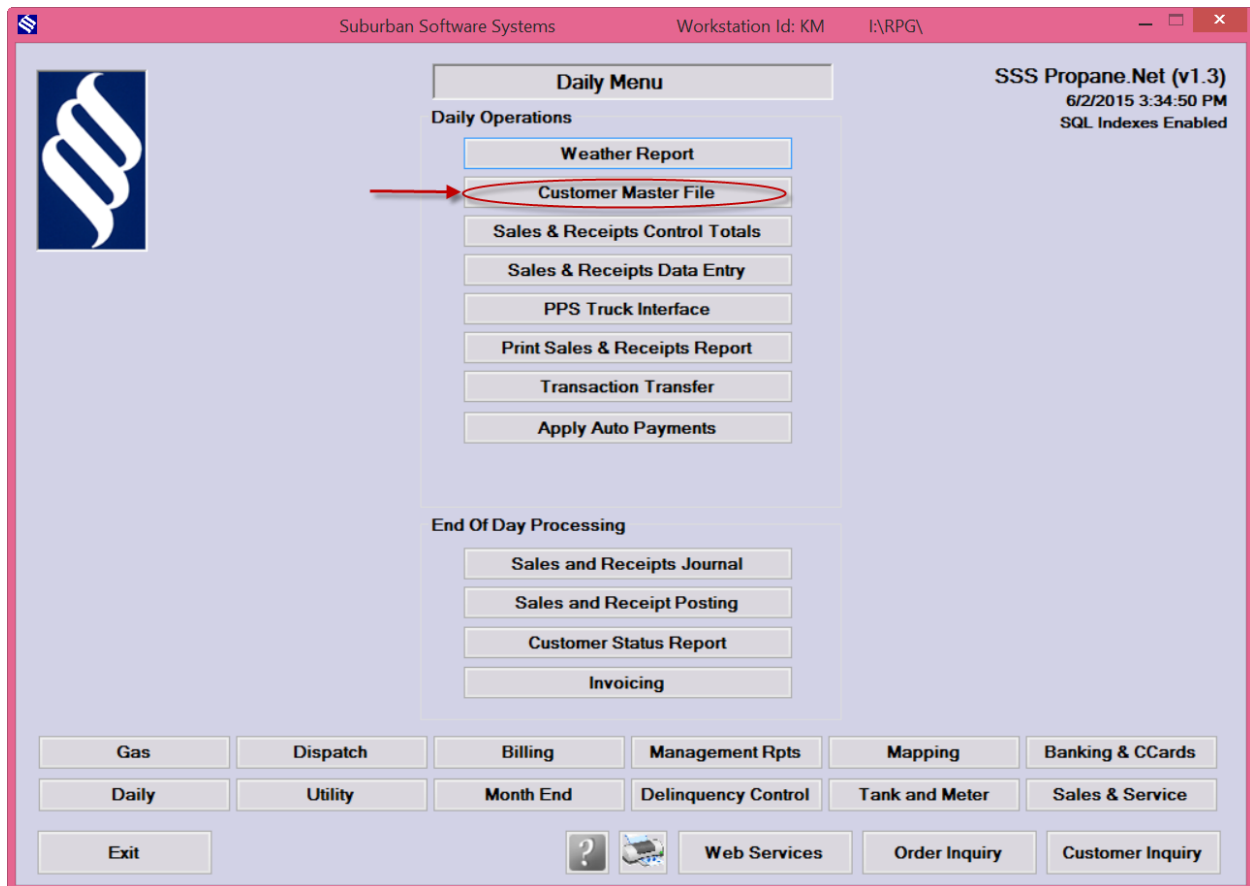 Suburban Software Systems Workstation Id: KM I:\RPG\
Daily Menu
SSS Propane.Net (v1.3)
6/2/2015 3:34:50 PM
SQL Indexes Enabled
Daily Operations
Weather Report
Customer Master File
Sales & Receipts Control Totals
Sales & Receipts Data Entry
PPS Truck Interface
Print Sales & Receipts Report
Transaction Transfer
Apply Auto Payments
End Of Day Processing
Sales and Receipts Journal
Sales and Receipt Posting
Customer Status Report
Invoicing
Gas Dispatch Billing Management Rpts Mapping Banking & CCards
Daily Utility Month End Delinquency Control Tank and Meter Sales & Service
Exit ? Web Services Order Inquiry Customer Inquiry